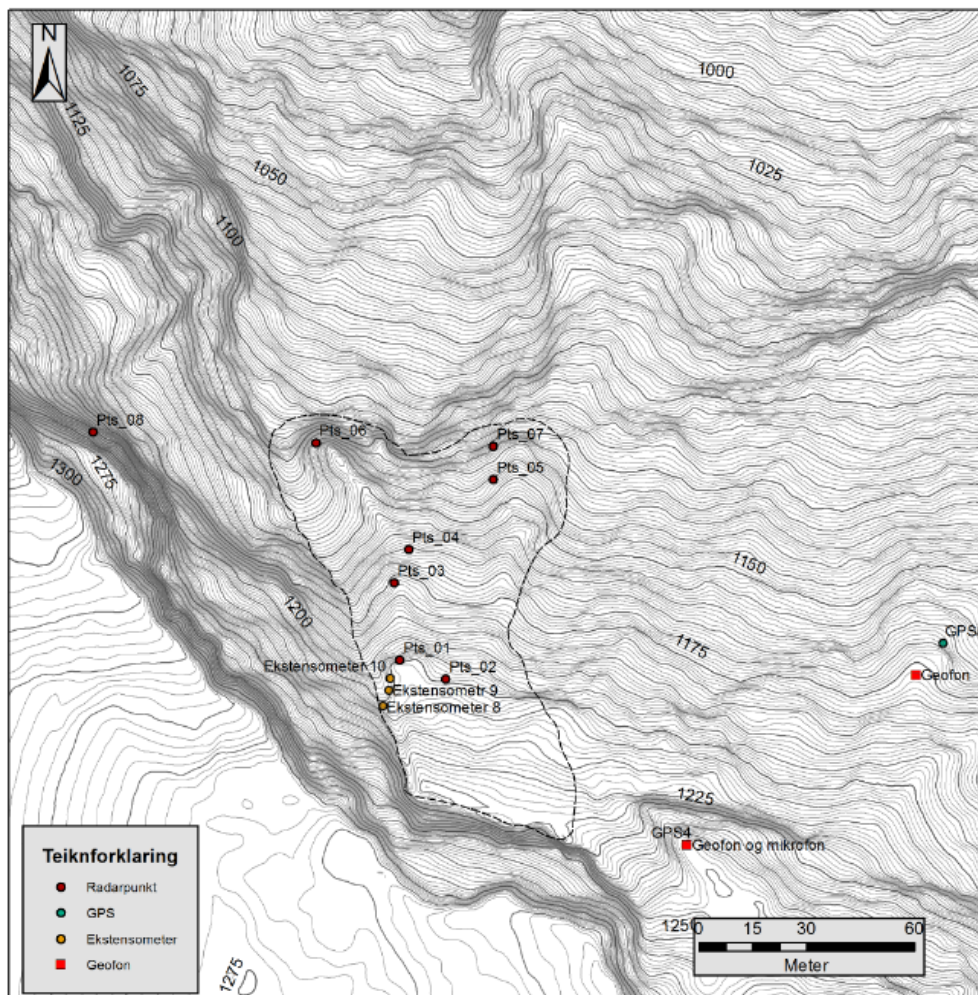 N
1000
1075
1125
1025
1050
1100
Pts_08
Pts_06
Pts_07
1300
1275
Pts_05
Pts_04
Pts_03
1150
1200
1175
GPS
Pts_01
Ekstensometer 10
Pts_02
Geofon
Ekstensometr 9
Ekstensometer 8
1225
GPS4
Geofon og mikrofon
1250
1275
Teiknforklaring
Radarpunkt
GPS
Ekstensometer
Geofon
0 15 30 60
Meter